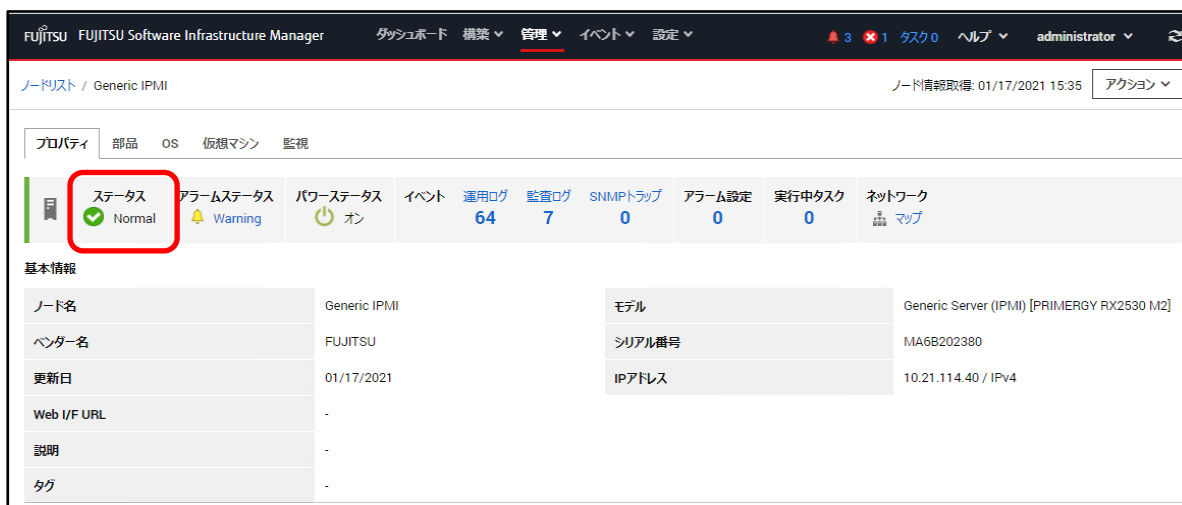 FUJITSU FUJITSU Software Infrastructure Manager ダッシュボード 構築 管理 イベント 設定 3 1 タスク 0 ヘルプ administrator
ノードリスト / Generic IPMI ノード情報取得: 01/17/2021 15:35 アクション
プロパティ 部品 OS 仮想マシン 監視
ステータス アラームステータス パワーステータス イベント 運用ログ 監査ログ SNMPトラップ アラーム設定 実行中タスク ネットワーク
Normal Warning オン 64 7 0 0 0 マップ
基本情報
ノード名 Generic IPMI モデル Generic Server (IPMI) [PRIMERGY RX2530 M2]
ベンダー名 FUJITSU シリアル番号 MA6B202380
更新日 01/17/2021 IPアドレス 10.21.114.40 / IPv4
Web I/F URL -
説明 -
タグ -